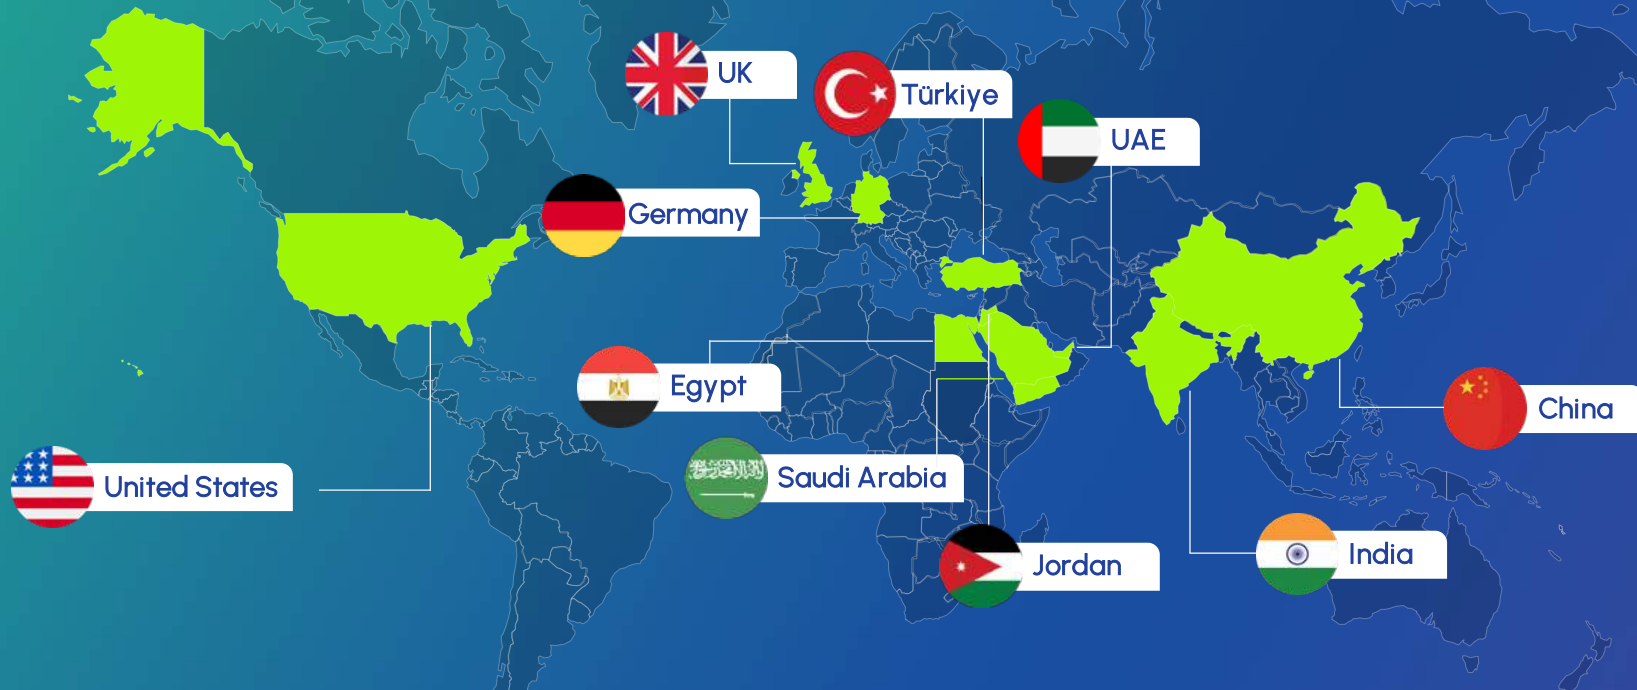 UK
Türkiye
UAE
Germany
Egypt
China
Saudi Arabia
United States
India
Jordan